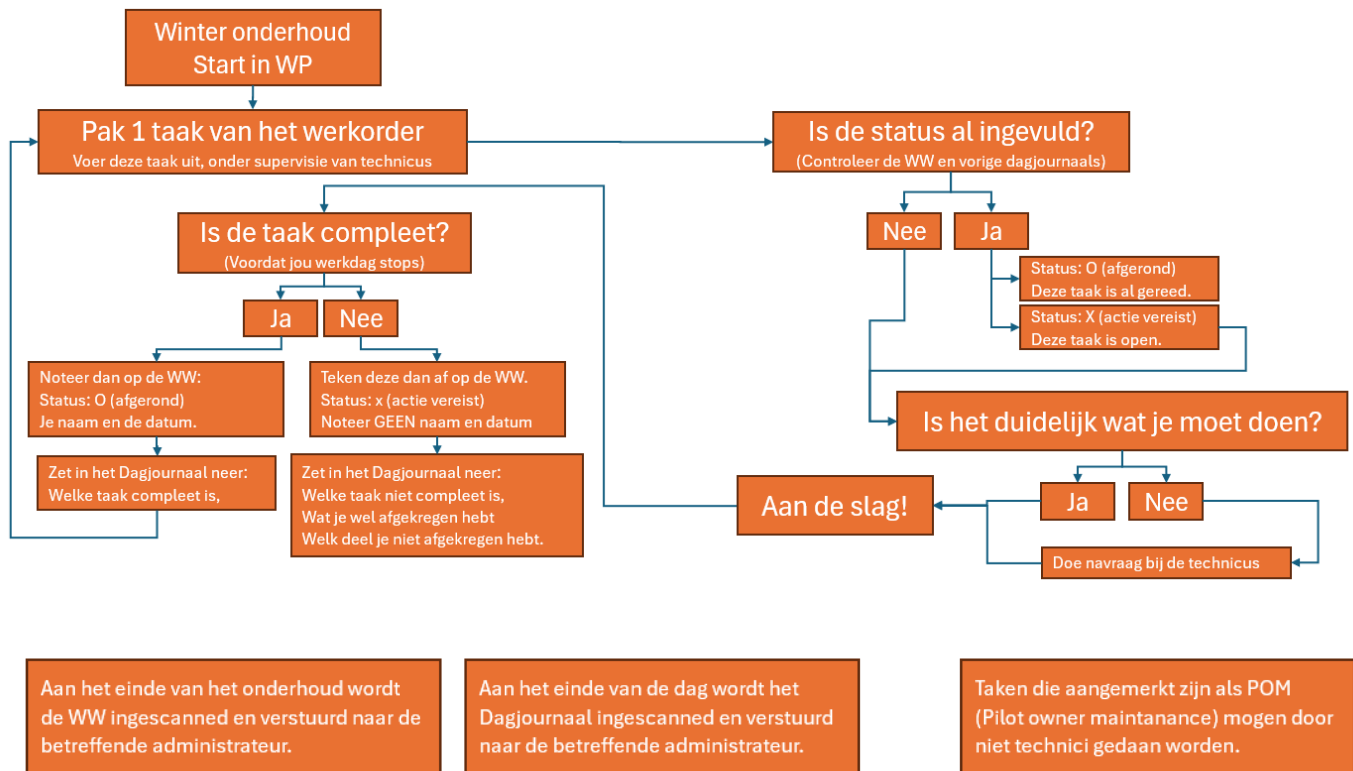 Winter onderhoud
Start in WP
Pak 1 taak van het werkorder
Voer deze taak uit, onder supervisie van technicus
Is de status al ingevuld?
(Controleer de WW en vorige dagjournaals)
Nee
Ja
Status: O (afgerond)
Deze taak is al gereed.
Status: X (actie vereist)
Deze taak is open.
Is het duidelijk wat je moet doen?
Ja
Nee
Doe navraag bij de technicus
Aan de slag!
Is de taak compleet?
(Voordat jou werkdag stops)
Ja
Nee
Noteer dan op de WW:
Status: O (afgerond)
Je naam en de datum.
Zet in het Dagjournaal neer:
Welke taak compleet is,
Teken deze dan af op de WW.
Status: x (actie vereist)
Noteer GEEN naam en datum
Zet in het Dagjournaal neer:
Welke taak niet compleet is,
Wat je wel afgekregen hebt
Welk deel je niet afgekregen hebt.
Aan het einde van het onderhoud wordt
de WW ingescanned en verstuurd naar de
betreffende administrateur.
Aan het einde van de dag wordt het
Dagjournaal ingescanned en verstuurd
naar de betreffende administrateur.
Taken die aangemerkt zijn als POM
(Pilot owner maintanance) mogen door
niet technici gedaan worden.